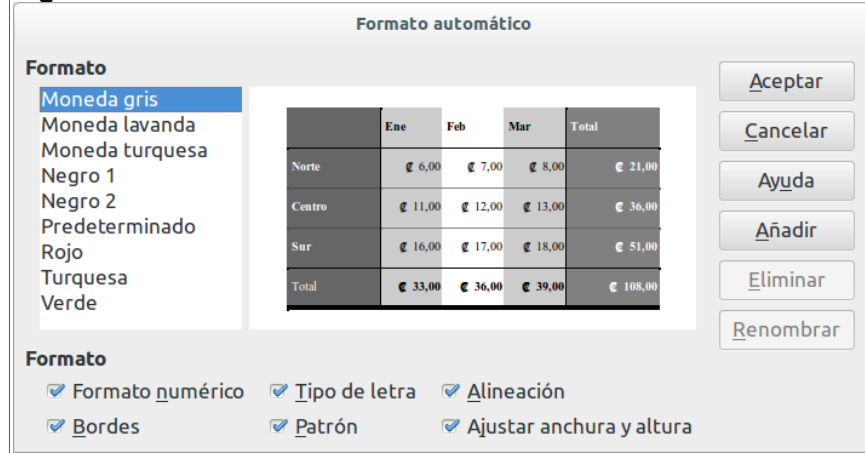 Formato automático
Formato
Moneda gris
Moneda lavanda
Moneda turquesa
Negro 1
Negro 2
Predeterminado
Rojo
Turquesa
Verde
Ene Feb Mar Total
Norte ₡ 6,00 ₡ 7,00 ₡ 8,00 ₡ 21,00
Centro ₡ 11,00 ₡ 12,00 ₡ 13,00 ₡ 36,00
Sur ₡ 16,00 ₡ 17,00 ₡ 18,00 ₡ 51,00
Total ₡ 33,00 ₡ 36,00 ₡ 39,00 ₡ 108,00
Aceptar
Cancelar
Ayuda
Añadir
Eliminar
Renombrar
Formato
Formato numérico Tipo de letra Alineación
Bordes Patrón Ajustar anchura y altura